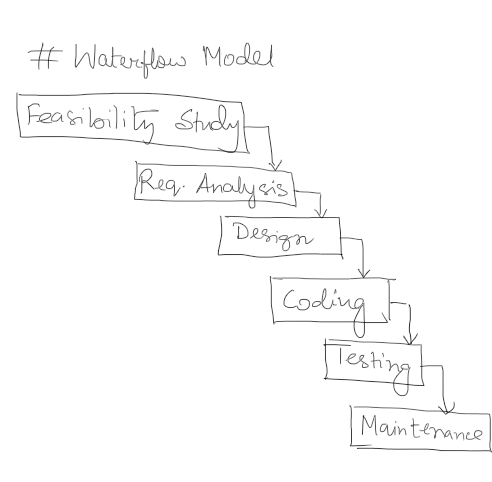 # Waterflow Model
Feasibility Study
Req. Analysis
Design
Coding
Testing
Maintenance